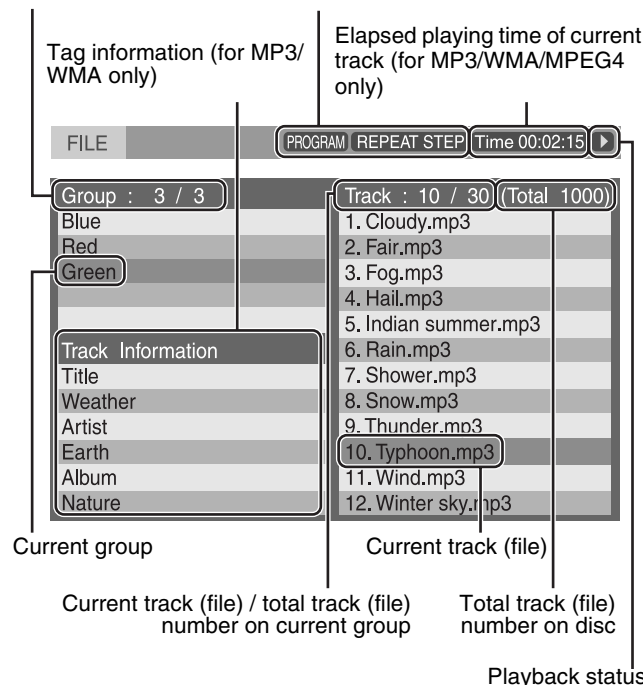 Tag information (for MP3/
WMA only)
Elapsed playing time of current
track (for MP3/WMA/MPEG4
only)
FILE
PROGRAM REPEAT STEP Time 00:02:15
Group : 3 / 3
Blue
Red
Green
Track Information
Title
Weather
Artist
Earth
Album
Nature
Track : 10 / 30 (Total 1000)
1. Cloudy.mp3
2. Fair.mp3
3. Fog.mp3
4. Hail.mp3
5. Indian summer.mp3
6. Rain.mp3
7. Shower.mp3
8. Snow.mp3
9. Thunder.mp3
10. Typhoon.mp3
11. Wind.mp3
12. Winter sky.mp3
Current group
Current track (file)
Current track (file) / total track (file)
number on current group
Total track (file)
number on disc
Playback status